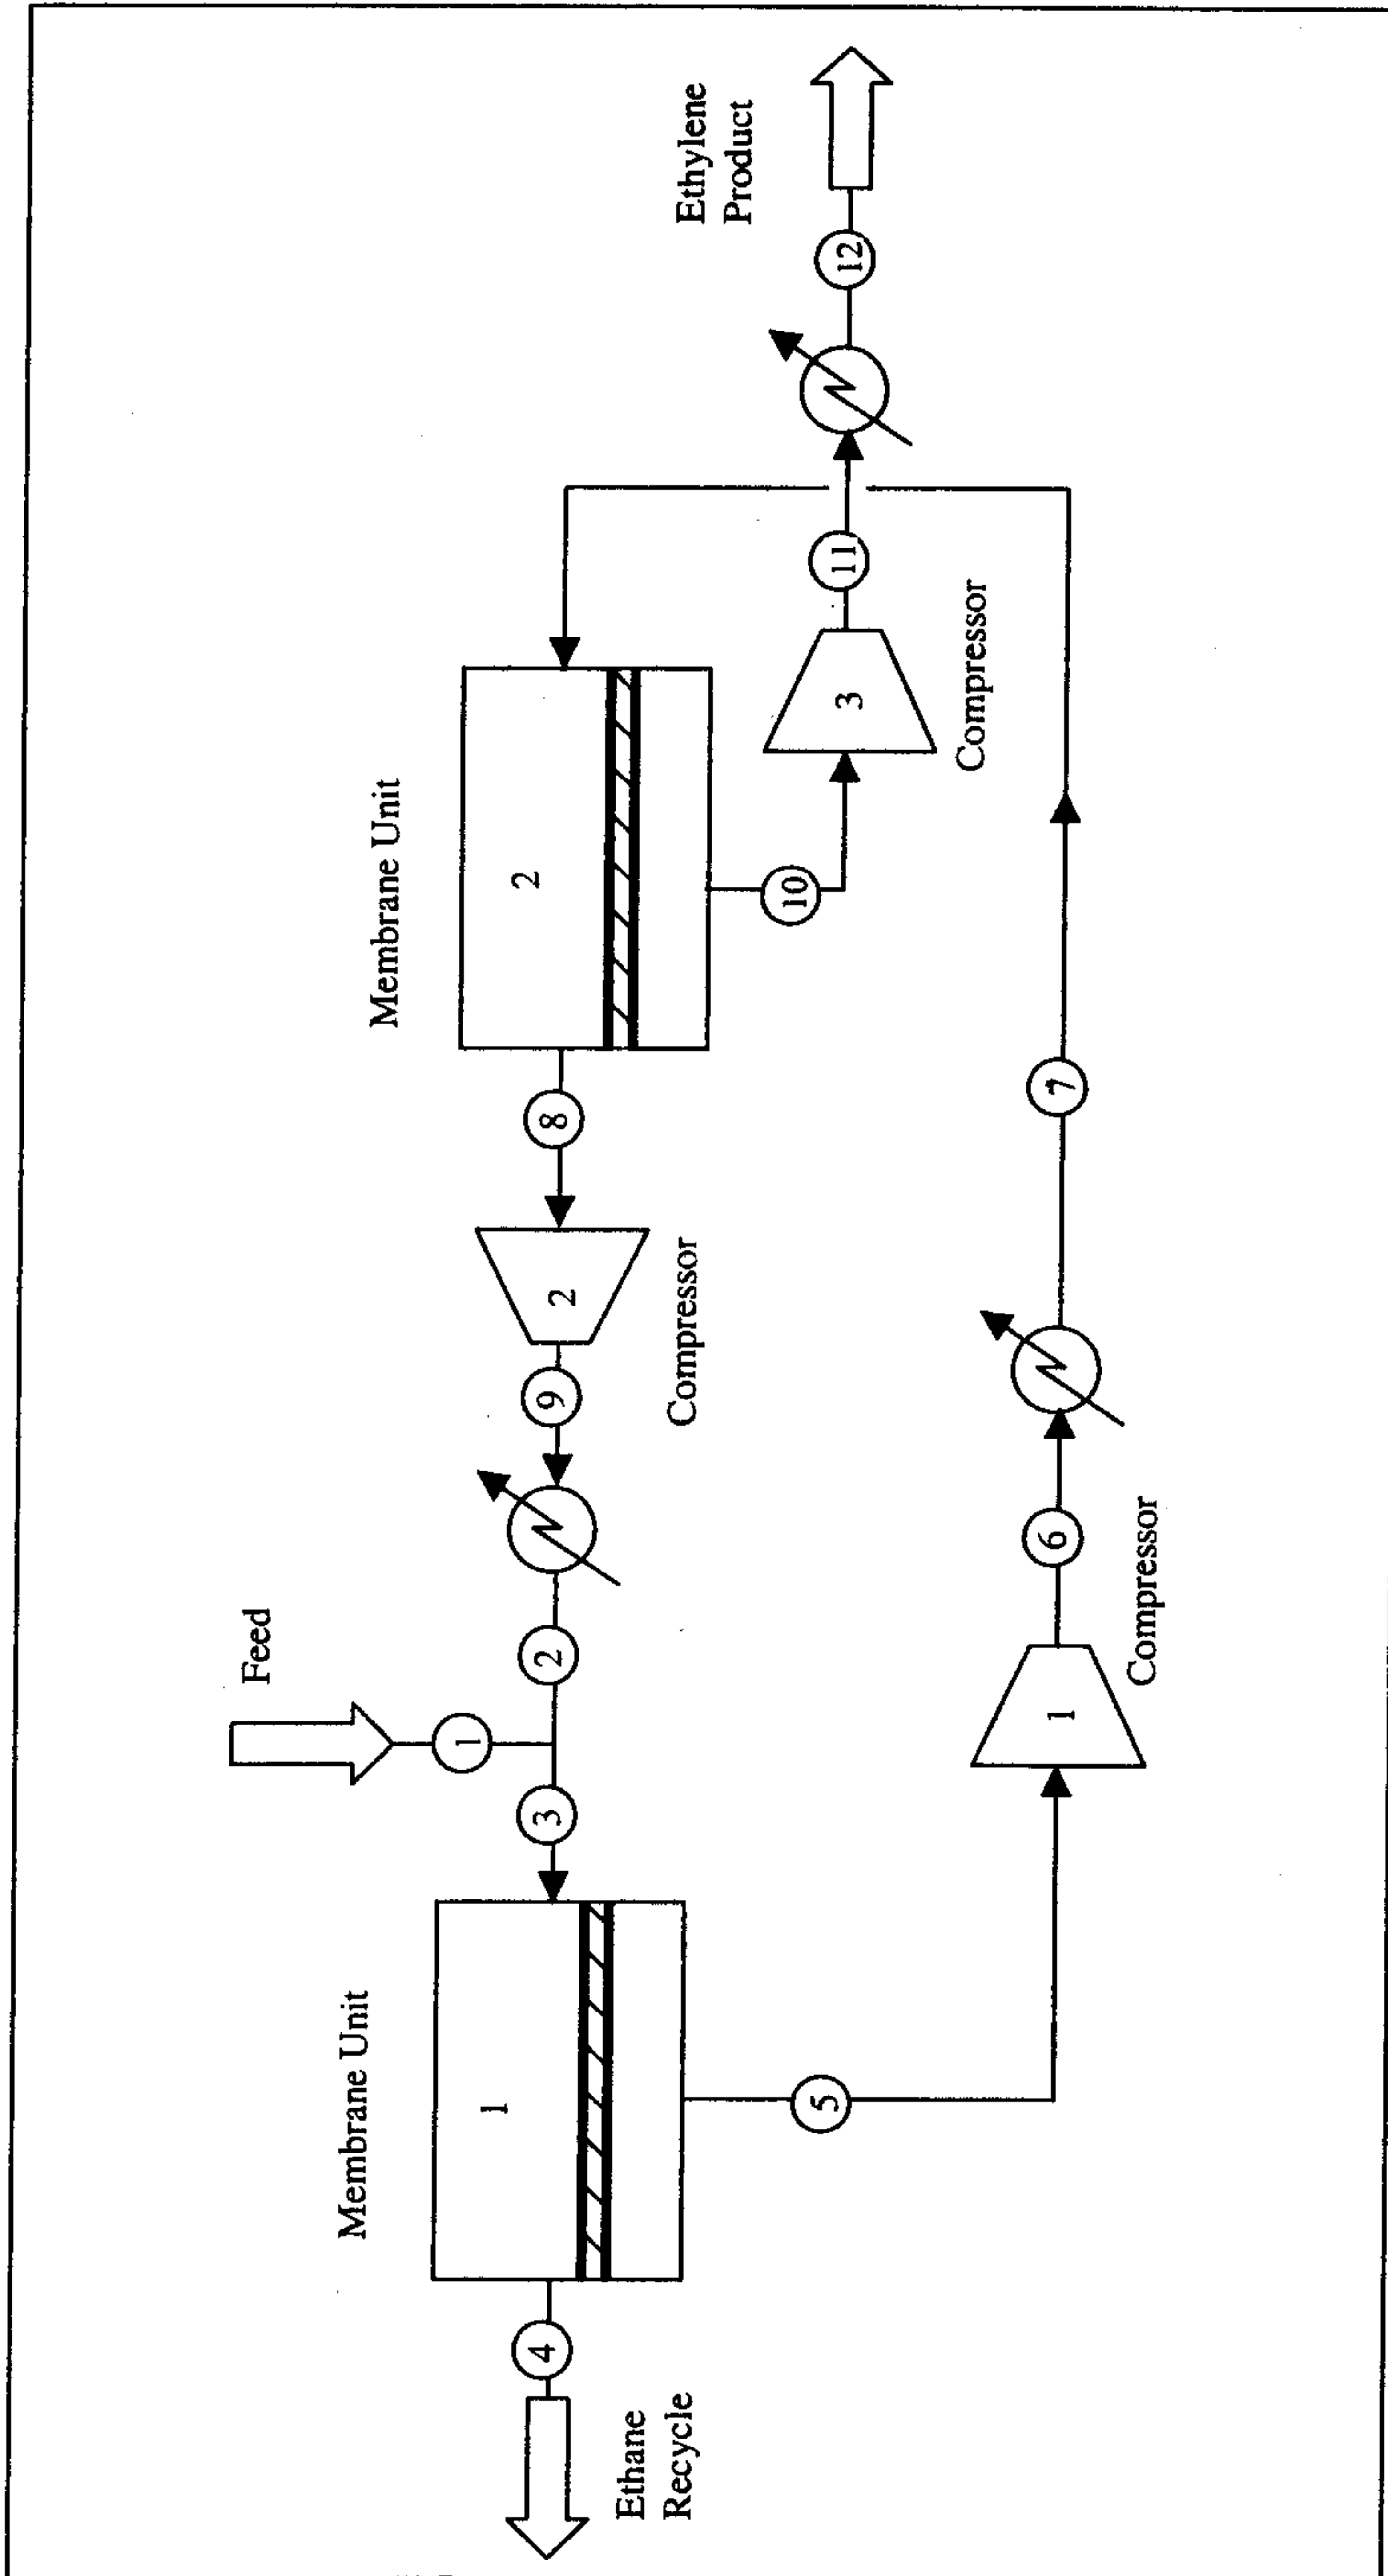 Feed
Membrane Unit
Membrane Unit
Ethylene
Product
1
2
1
3
2
9
8
2
4
Ethane
Recycle
Compressor
10
3
11
12
5
Compressor
1
6
7
Compressor